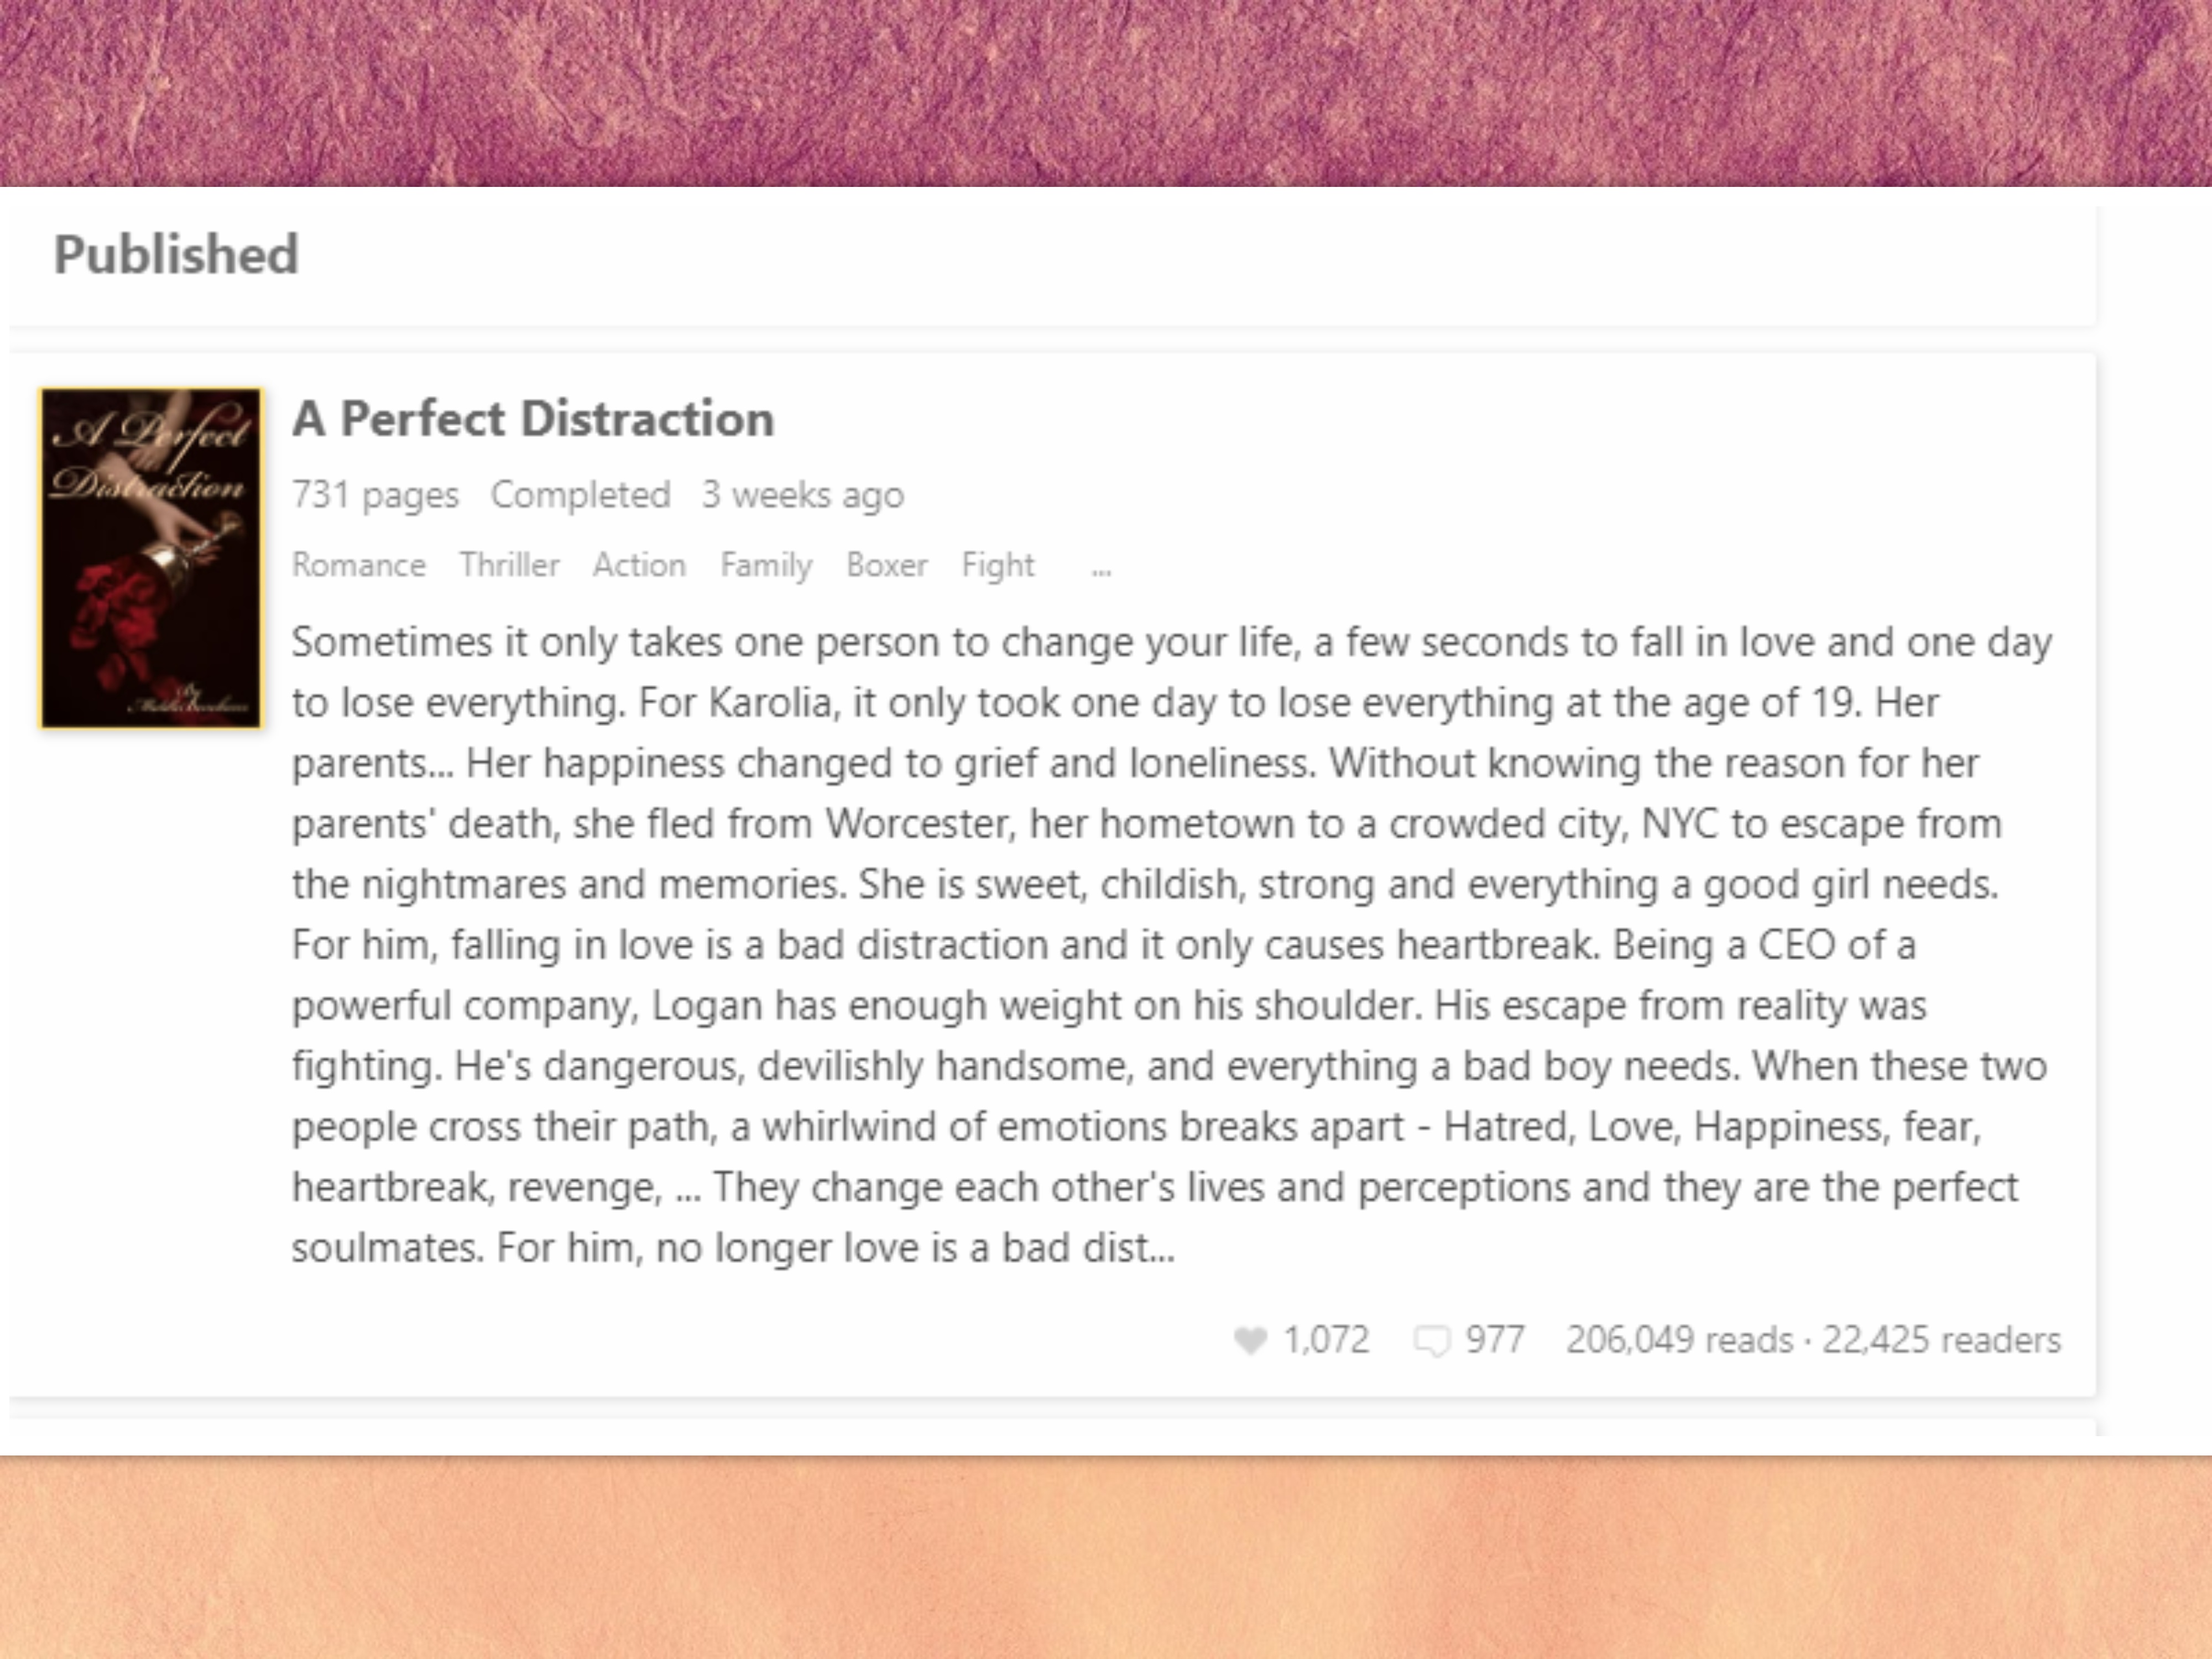 Published
A Perfect
Distraction
By
A Perfect Distraction
731 pages Completed 3 weeks ago
Romance Thriller Action Family Boxer Fight ...
Sometimes it only takes one person to change your life, a few seconds to fall in love and one day
to lose everything. For Karolia, it only took one day to lose everything at the age of 19. Her
parents... Her happiness changed to grief and loneliness. Without knowing the reason for her
parents' death, she fled from Worcester, her hometown to a crowded city, NYC to escape from
the nightmares and memories. She is sweet, childish, strong and everything a good girl needs.
For him, falling in love is a bad distraction and it only causes heartbreak. Being a CEO of a
powerful company, Logan has enough weight on his shoulder. His escape from reality was
fighting. He's dangerous, devilishly handsome, and everything a bad boy needs. When these two
people cross their path, a whirlwind of emotions breaks apart - Hatred, Love, Happiness, fear,
heartbreak, revenge, ... They change each other's lives and perceptions and they are the perfect
soulmates. For him, no longer love is a bad dist...
1,072 977 206,049 reads · 22,425 readers